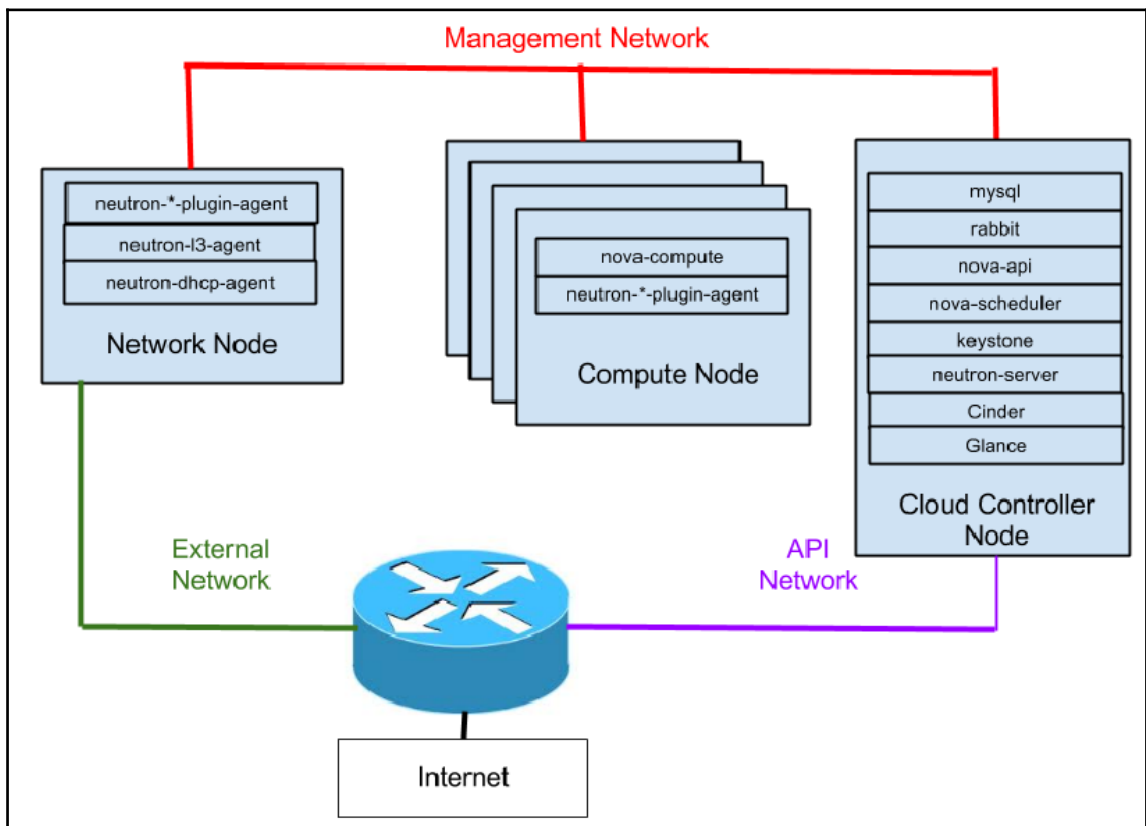 Management Network
neutron-*-plugin-agent
neutron-l3-agent
neutron-dhcp-agent
Network Node
nova-compute
neutron-*-plugin-agent
Compute Node
mysql
rabbit
nova-api
nova-scheduler
keystone
neutron-server
Cinder
Glance
Cloud Controller
Node
External
Network
API
Network
Internet